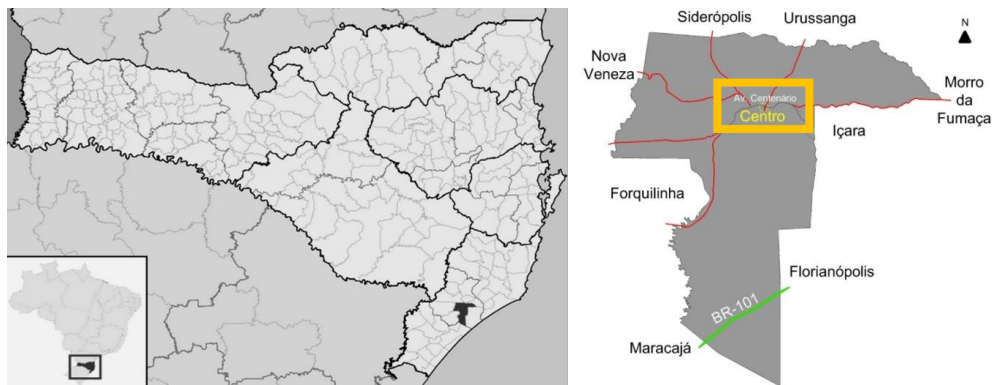 Siderópolis
Urussanga
N
Nova
Veneza
Av. Centenário
Centro
Morro
da
Fumaça
Içara
Forquilinha
Florianópolis
BR-101
Maracajá